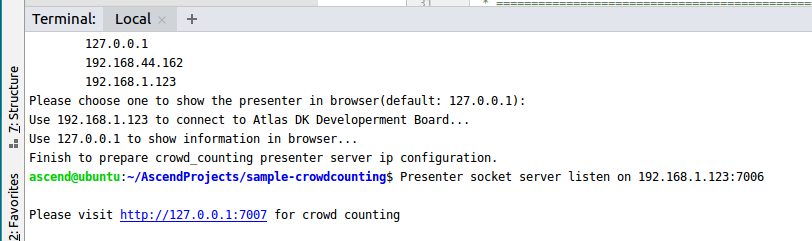 31
* ==================================================
Terminal: Local × +
127.0.0.1
192.168.44.162
192.168.1.123
Please choose one to show the presenter in browser(default: 127.0.0.1):
Use 192.168.1.123 to connect to Atlas DK Developerment Board...
Use 127.0.0.1 to show information in browser...
Finish to prepare crowd_counting presenter server ip configuration.
ascend@ubuntu:~/AscendProjects/sample-crowdcounting$ Presenter socket server listen on 192.168.1.123:7006
Please visit http://127.0.0.1:7007 for crowd counting
7: Structure
2: Favorites